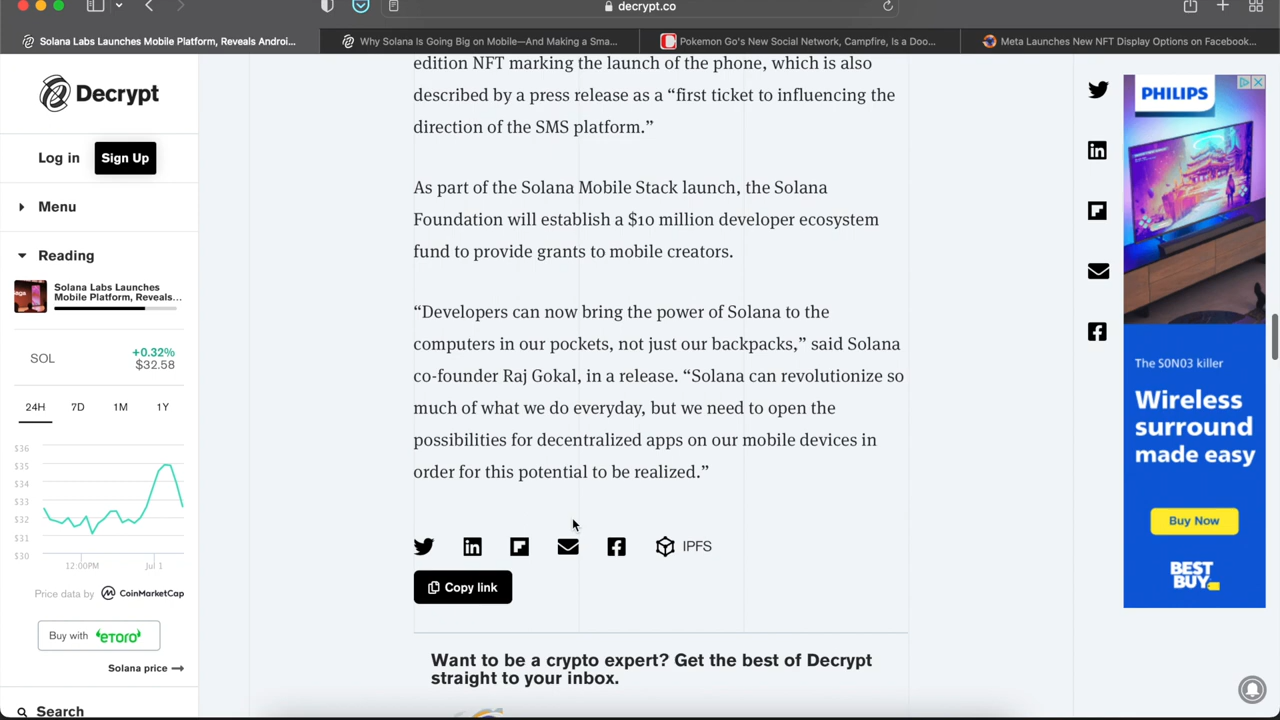 decrypt.co
Solana Labs Launches Mobile Platform, Reveals Androi...
Why Solana Is Going Big on Mobile—And Making a Sma...
Pokemon Go's New Social Network, Campfire, Is a Doo...
Meta Launches New NFT Display Options on Facebook...
Decrypt
Log in
Sign Up
Menu
Reading
Solana Labs Launches
Mobile Platform, Reveals...
SOL
+0.32%
$32.58
24H 7D 1M 1Y
$36
$35
$34
$33
$32
$31
$30
12:00PM Jul 1
Price data by CoinMarketCap
Buy with eTORO
Solana price
Search
edition NFT marking the launch of the phone, which is also
described by a press release as a “first ticket to influencing the
direction of the SMS platform.”
As part of the Solana Mobile Stack launch, the Solana
Foundation will establish a $10 million developer ecosystem
fund to provide grants to mobile creators.
“Developers can now bring the power of Solana to the
computers in our pockets, not just our backpacks,” said Solana
co-founder Raj Gokal, in a release. “Solana can revolutionize so
much of what we do everyday, but we need to open the
possibilities for decentralized apps on our mobile devices in
order for this potential to be realized.”
IPFS
Copy link
Want to be a crypto expert? Get the best of Decrypt
straight to your inbox.
PHILIPS
The S0N03 killer
Wireless
surround
made easy
Buy Now
BEST
BUY